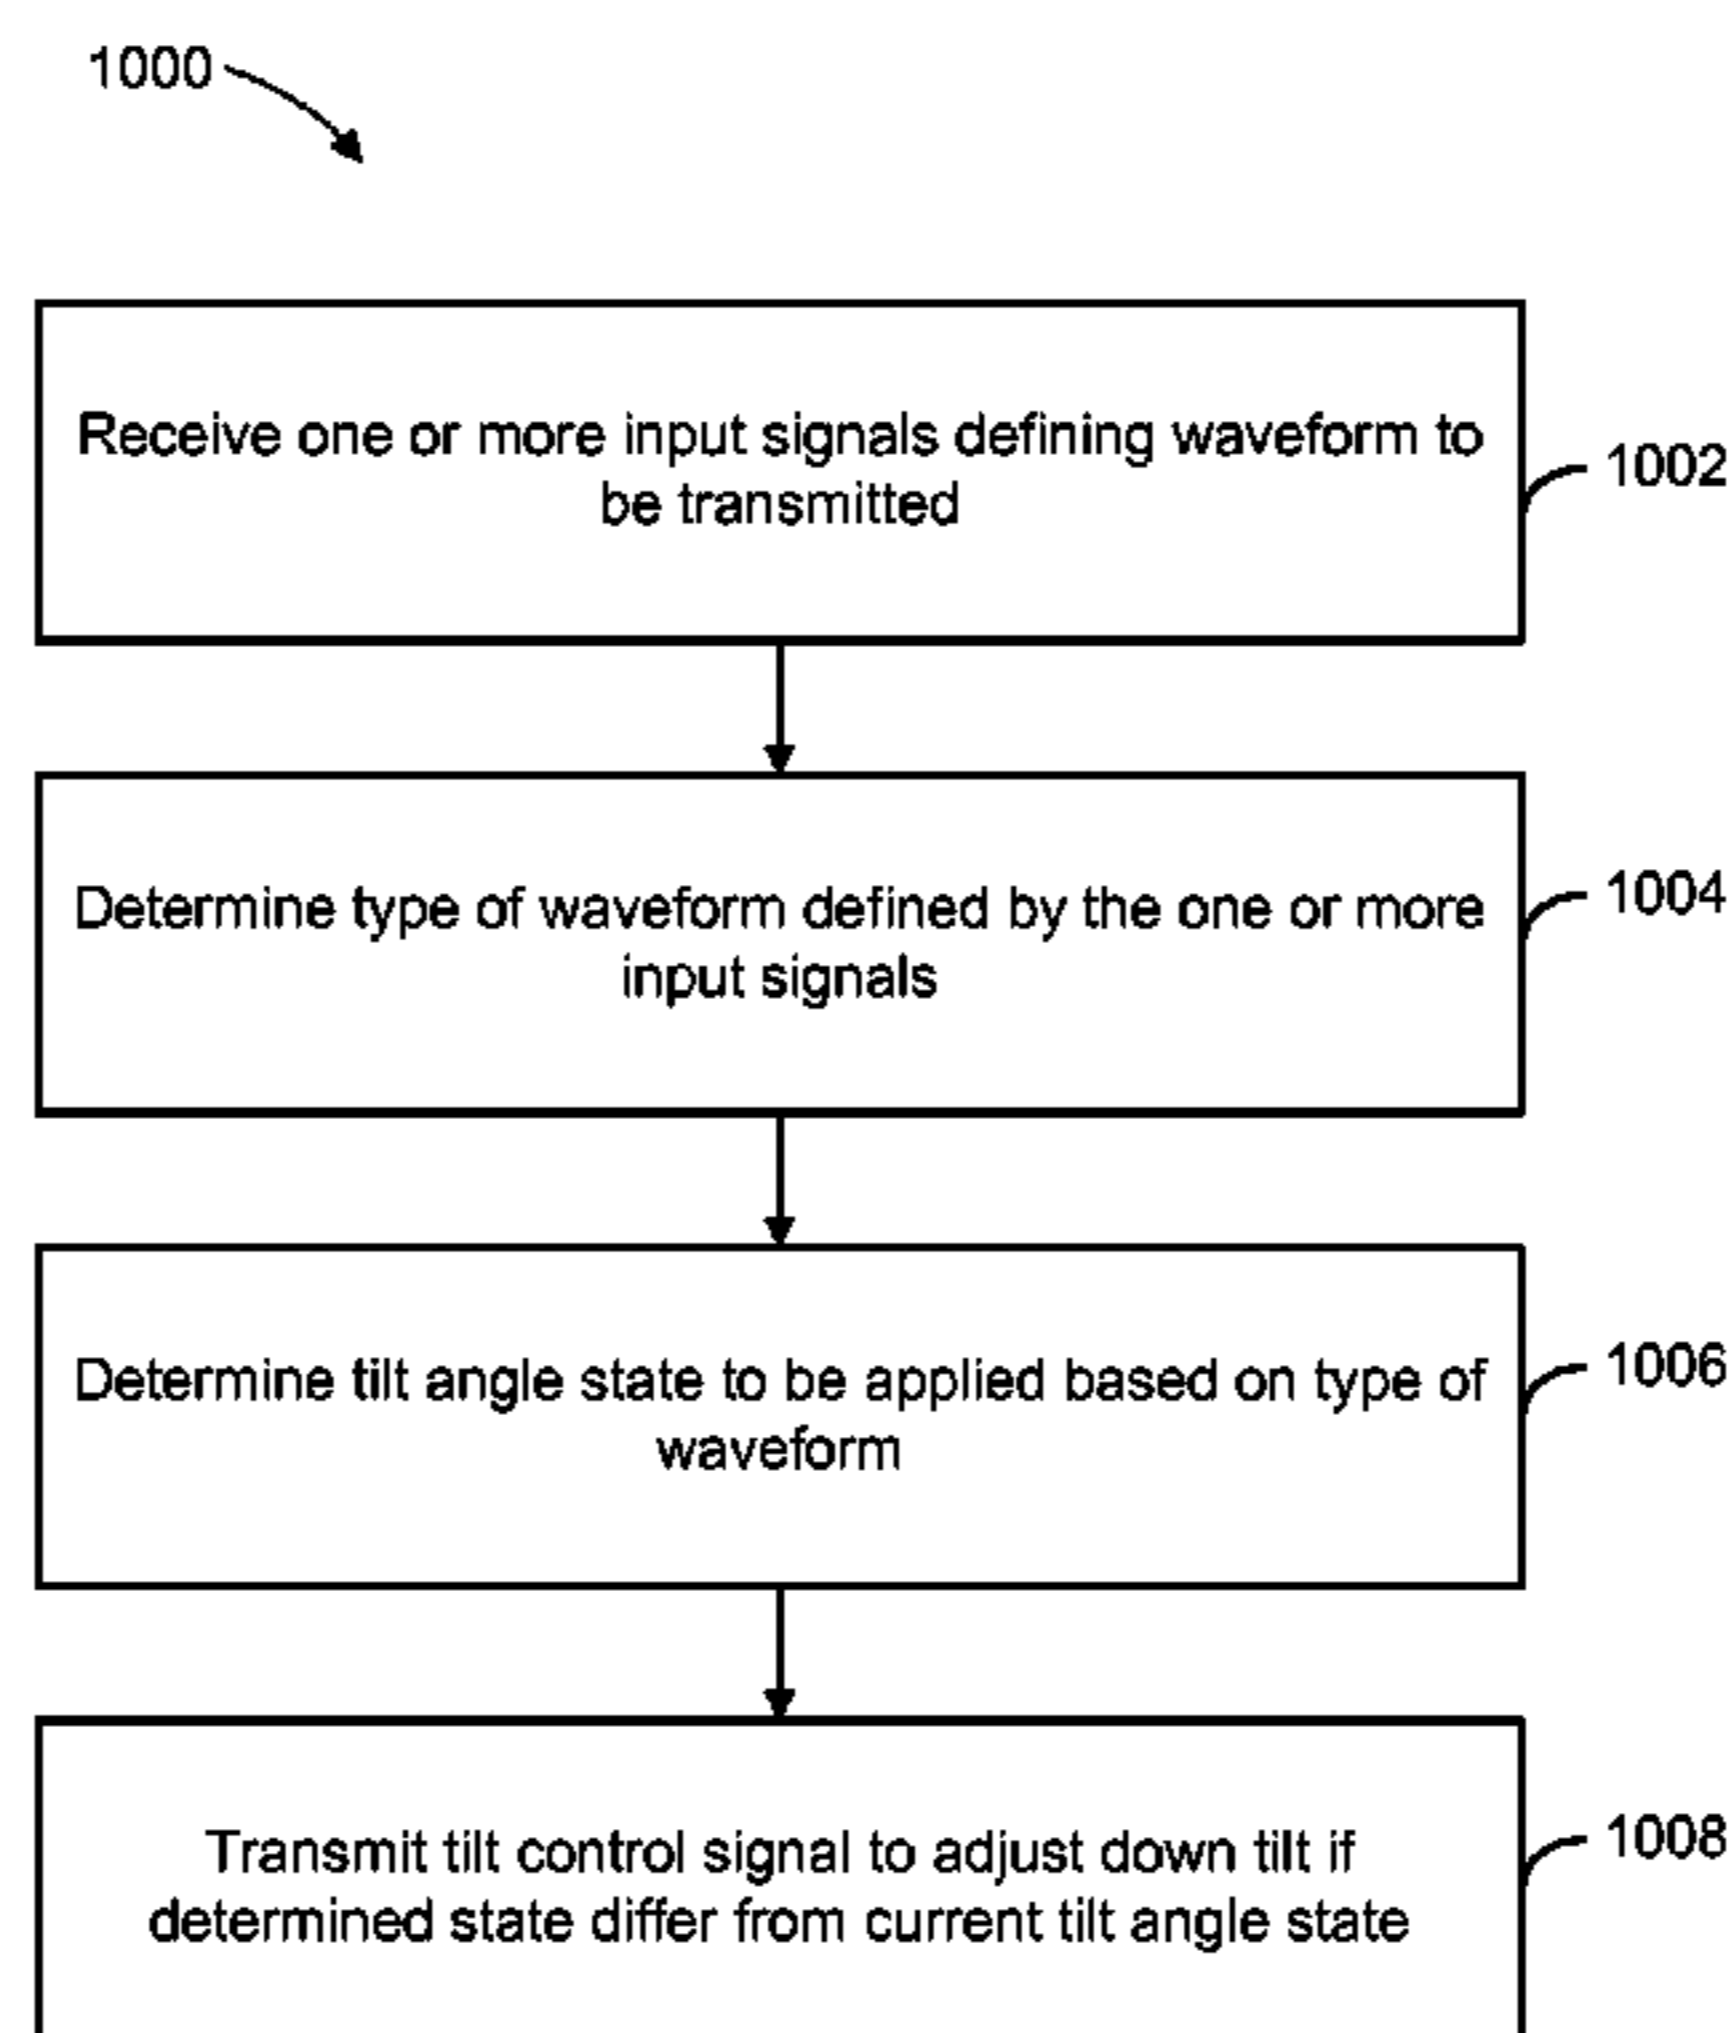 1000
Receive one or more input signals defining waveform to
be transmitted
1002
Determine type of waveform defined by the one or more
input signals
1004
Determine tilt angle state to be applied based on type of
waveform
1006
Transmit tilt control signal to adjust down tilt if
determined state differ from current tilt angle state
1008